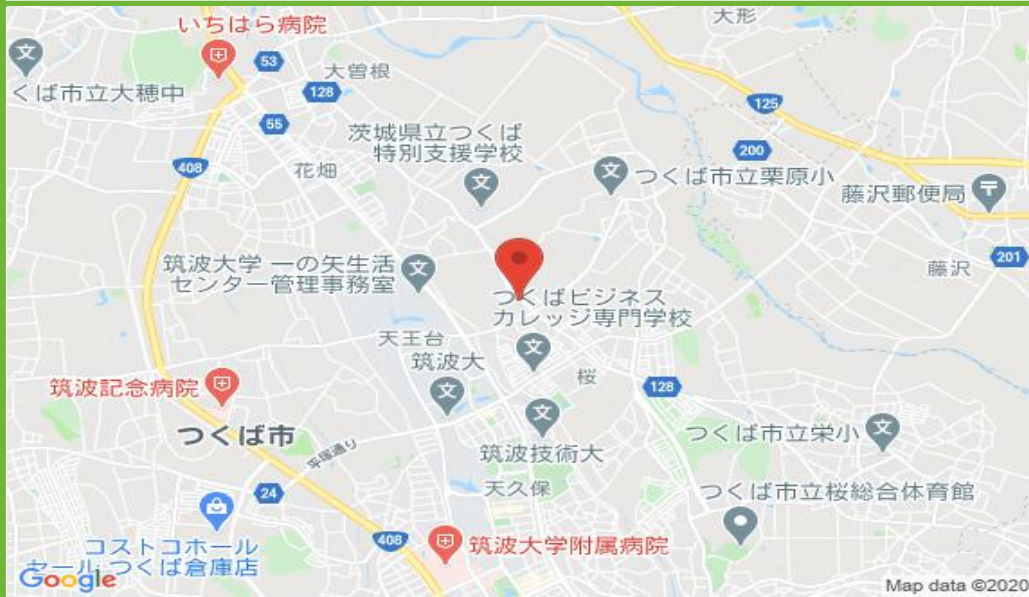 大形
いちはら病院
53
大曽根
つくば市立大穂中
128
125
55
茨城県立つくば
特別支援学校
200
408
花畑
つくば市立栗原小
藤沢郵便局
201
筑波大学 一の矢生活
センター管理事務室
藤沢
つくばビジネス
カレッジ専門学校
天王台
筑波大
桜
128
筑波記念病院
つくば市
つくば市立栄小
平塚通り
筑波技術大
24
天久保
つくば市立桜総合体育館
408
筑波大学附属病院
コストコホール
セール つくば倉庫店
Google
Map data ©2020